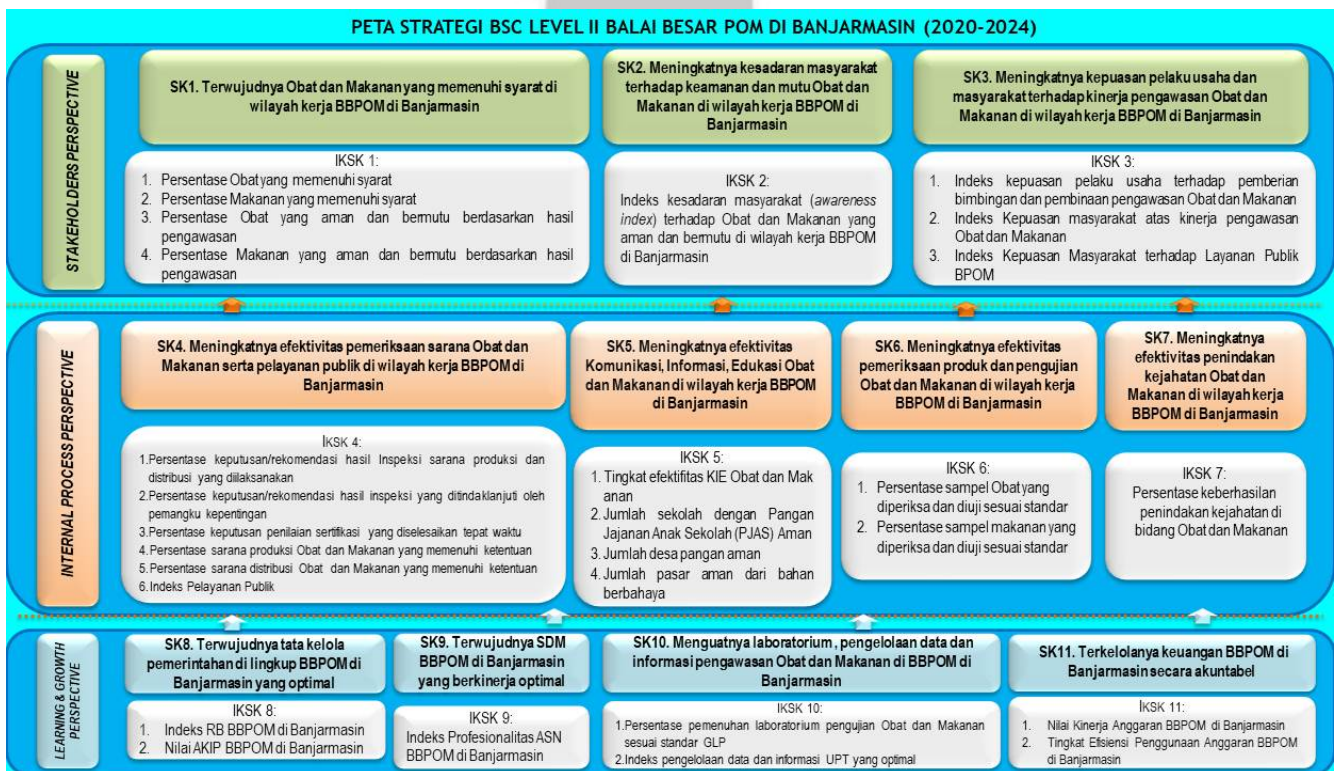 PETA STRATEGI BSC LEVEL II BALAI BESAR POM DI BANJARMASIN (2020-2024)
STAKEHOLDERS PERSPECTIVE
SK1. Terwujudnya Obat dan Makanan yang memenuhi syarat di
wilayah kerja BBPOM di Banjarmasin
IKSK 1:
1. Persentase Obat yang memenuhi syarat
2. Persentase Makanan yang memenuhi syarat
3. Persentase Obat yang aman dan bermutu berdasarkan hasil
pengawasan
4. Persentase Makanan yang aman dan bermutu berdasarkan hasil
pengawasan
SK2. Meningkatnya kesadaran masyarakat
terhadap keamanan dan mutu Obat dan
Makanan di wilayah kerja BBPOM di
Banjarmasin
IKSK 2:
Indeks kesadaran masyarakat (awareness
index) terhadap Obat dan Makanan yang
aman dan bermutu di wilayah kerja BBPOM
di Banjarmasin
SK3. Meningkatnya kepuasan pelaku usaha dan
masyarakat terhadap kinerja pengawasan Obat dan
Makanan di wilayah kerja BBPOM di Banjarmasin
IKSK 3:
1. Indeks kepuasan pelaku usaha terhadap pemberian
bimbingan dan pembinaan pengawasan Obat dan Makanan
2. Indeks Kepuasan masyarakat atas kinerja pengawasan
Obat dan Makanan
3. Indeks Kepuasan Masyarakat terhadap Layanan Publik
BPOM
INTERNAL PROCESS PERSPECTIVE
SK4. Meningkatnya efektivitas pemeriksaan sarana Obat dan
Makanan serta pelayanan publik di wilayah kerja BBPOM di
Banjarmasin
IKSK 4:
1.Persentase keputusan/rekomendasi hasil Inspeksi sarana produksi dan
distribusi yang diilaksanakan
2.Persentase keputusan/rekomendasi hasil inspeksi yang ditindaklanjuti oleh
pemangku kepentingan
3.Persentase keputusan penilaian sertifikasi yang diselesaikan tepat waktu
4.Persentase sarana produksi Obat dan Makanan yang memenuhi ketentuan
5.Persentase sarana distribusi Obat dan Makanan yang memenuhi ketentuan
6.Indeks Pelayanan Publik
SK5. Meningkatnya efektivitas
Komunikasi, Informasi, Edukasi Obat
dan Makanan di wilayah kerja BBPOM
di Banjarmasin
IKSK 5:
1. Tingkat efektifitas KIE Obat dan Mak
anan
2. Jumlah sekolah dengan Pangan
Jajanan Anak Sekolah (PJAS) Aman
3. Jumlah desa pangan aman
4. Jumlah pasar aman dari bahan
berbahaya
SK6. Meningkatnya efektivitas
pemeriksaan produk dan pengujian
Obat dan Makanan di wilayah kerja
BBPOM di Banjarmasin
IKSK 6:
1. Persentase sampel Obat yang
diperiksa dan diuji sesuai standar
2. Persentase sampel makanan yang
diperiksa dan diuji sesuai standar
SK7. Meningkatnya
efektivitas penindakan
kejahatan Obat dan
Makanan di wilayah kerja
BBPOM di Banjarmasin
IKSK 7:
Persentase keberhasilan
penindakan kejahatan di
bidang Obat dan Makanan
LEARNING & GROWTH
PERSPECTIVE
SK8. Terwujudnya tata kelola
pemerintahan di lingkup BBPOM di
Banjarmasin yang optimal
IKSK 8:
1. Indeks RB BBPOM di Banjarmasin
2. Nilai AKIP BBPOM di Banjarmasin
SK9. Terwujudnya SDM
BBPOM di Banjarmasin
yang berkinerja optimal
IKSK 9
Indeks Profesionalitas ASN
BBPOM di Banjarmasin
SK10. Menguatnya laboratorium, pengelolaan data dan
informasi pengawasan Obat dan Makanan di BBPOM di
Banjarmasin
IKSK 10:
1.Persentase pemenuhan laboratorium pengujian Obat dan Makanan
sesuai standar GLP
2.Indeks pengelolaan data dan informasi UPT yang optimal
SK11. Terkelolanya keuangan BBPOM di
Banjarmasin secara akuntabel
IKSK 11:
1. Nilai Kinerja Anggaran BBPOM di Banjarmasin
2. Tingkat Efisiensi Penggunaan Anggaran BBPOM
di Banjarmasin